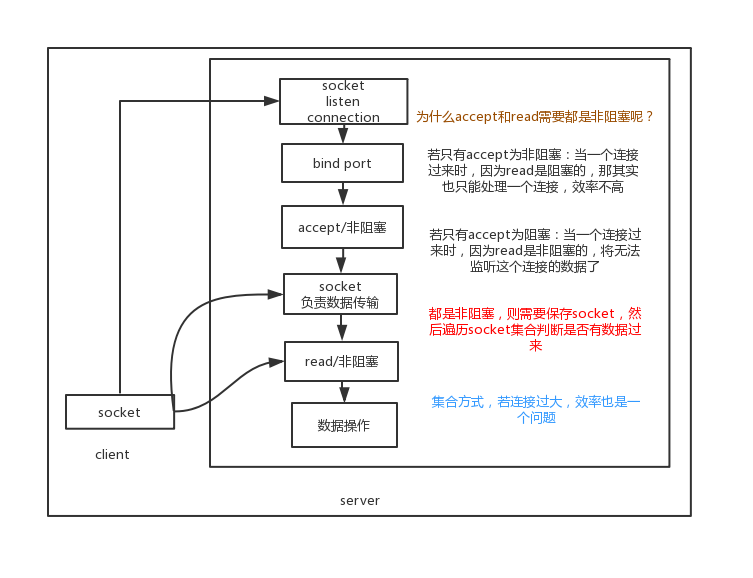 socket
listen
connection
bind port
accept/非阻塞
socket
负责数据传输
read/非阻塞
数据操作
为什么accept和read需要都是非阻塞呢？
若只有accept为非阻塞：当一个连接
过来时，因为read是阻塞的，那其实
也只能处理一个连接，效率不高
若只有accept为阻塞：当一个连接过
来时，因为read是非阻塞的，将无法
监听这个连接的数据了
都是非阻塞，则需要保存socket，然
后遍历socket集合判断是否有数据过
来
集合方式，若连接过大，效率也是一
个问题
socket
client
server